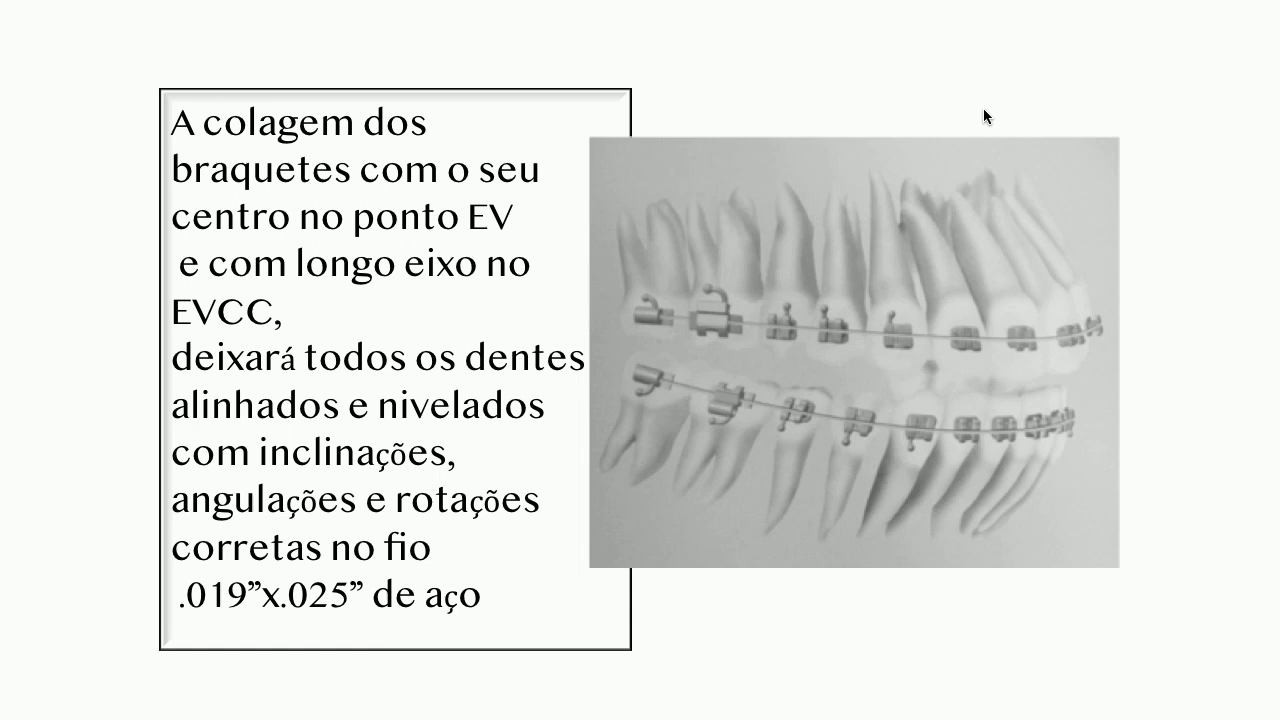 A colagem dos
braquetes com o seu
centro no ponto EV
e com longo eixo no
EVCC,
deixará todos os dentes
alinhados e nivelados
com inclinações,
angulações e rotações
corretas no fio
.019”x.025” de aço